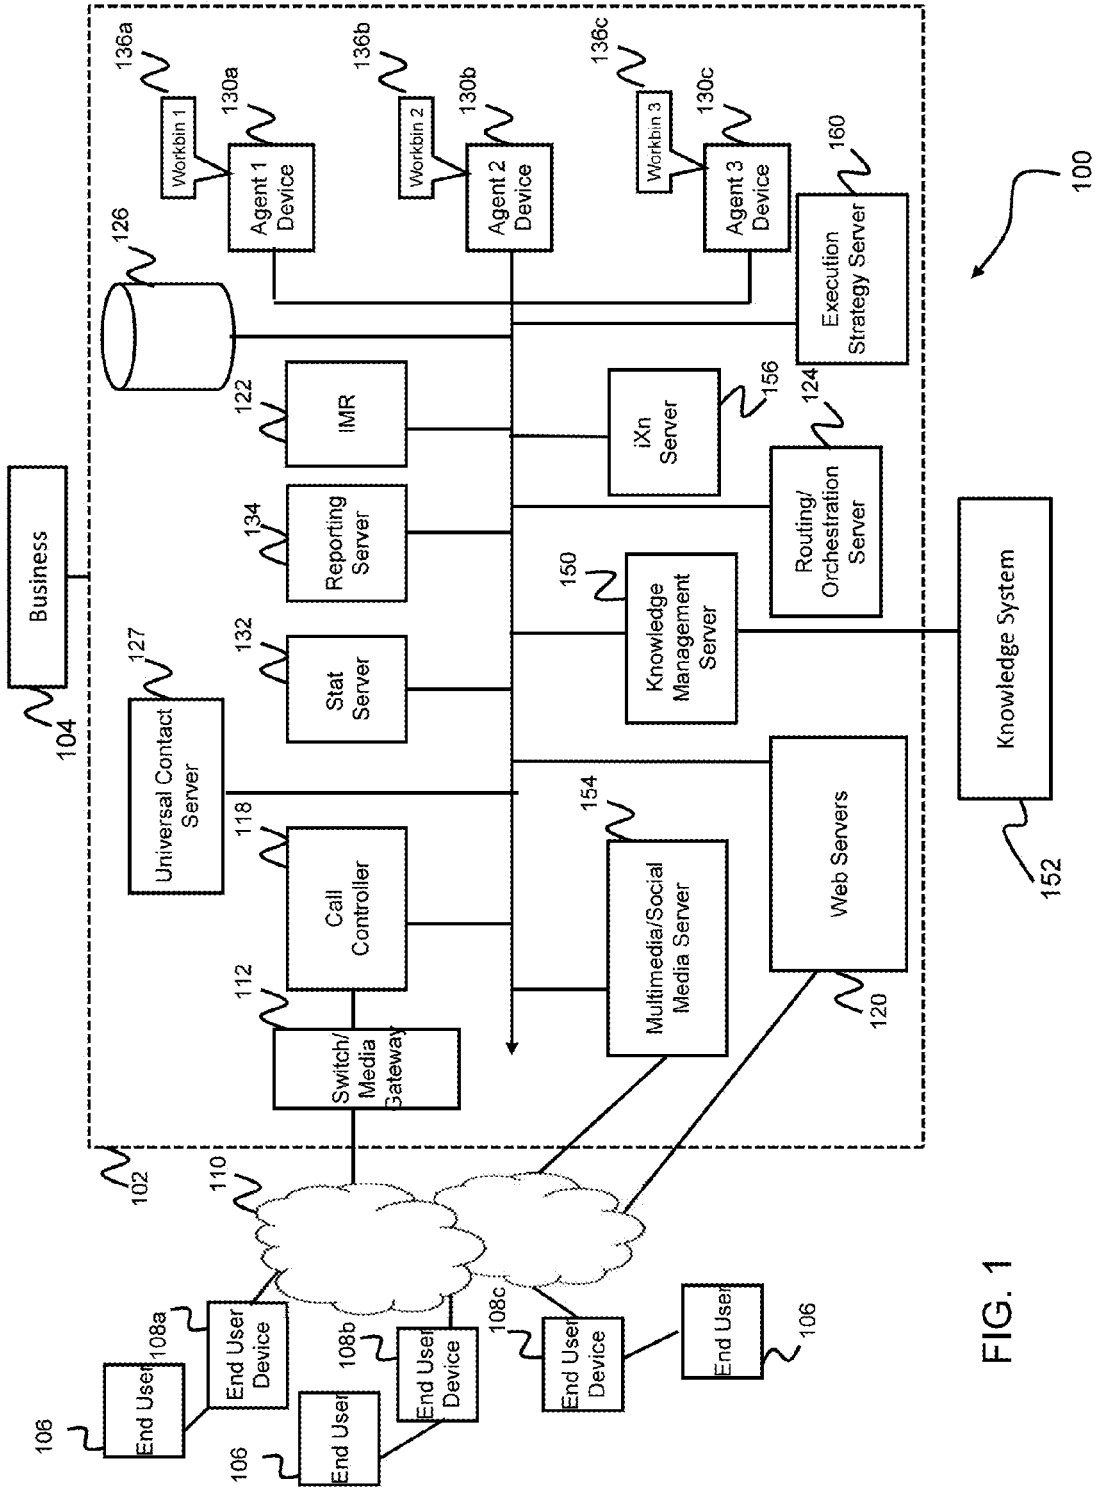 Business
104
102
136a
Workbin 1
130a
Agent 1
Device
136b
Workbin 2
130b
Agent 2
Device
136c
Workbin 3
130c
Agent 3
Device
126
127
Universal Contact
Server
112
Switch/
Media
Gateway
118
Call
Controller
132
Stat
Server
134
Reporting
Server
122
IMR
154
Multimedia/Social
Media Server
150
Knowledge
Management
Server
156
iXn
Server
120
Web Servers
124
Routing/
Orchestration
Server
160
Execution
Strategy Server
152
Knowledge System
100
110
106
End User
108a
End User
Device
106
End User
108b
End User
Device
108c
End User
Device
End User
106
FIG. 1